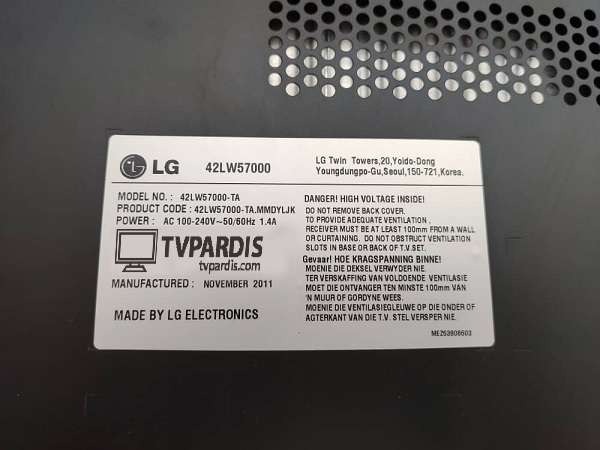 LG 42LW57000
LG Twin Towers,20,Yoido-Dong
Youngdungpo-Gu,Seoul,150-721,Korea.
MODEL NO. : 42LW57000-TA
PRODUCT CODE : 42LW57000-TA.MMDYLJK
POWER : AC 100-240V~50/60Hz 1.4A
TVPARDIS
tvpardis.com
MANUFACTURED : NOVEMBER 2011
MADE BY LG ELECTRONICS
DANGER! HIGH VOLTAGE INSIDE!
DO NOT REMOVE BACK COVER.
TO PROVIDE ADEQUATE VENTILATION ,
RECEIVER MUST BE AT LEAST 100mm FROM A WALL
OR CURTAINING. DO NOT OBSTRUCT VENTILATION
SLOTS IN BASE OR BACK OF T.V. SET.
Gevaar! HOE KRAGSPANNING BINNE!
MOENIE DIE DEKSEL VERWYDER NIE.
TER VERSKAFFING VAN VOLDOENDE VENTILASIE
MOET DIE ONTVANGER TEN MINSTE 100mm VAN
'N MUUR OF GORDYNE WEES.
MOENIE DIE VENTILASIEGLEUWE OP DIE ONDER OF
AGTERKANT VAN DIE T.V. STEL VERSPER NIE.
MEZ63808603